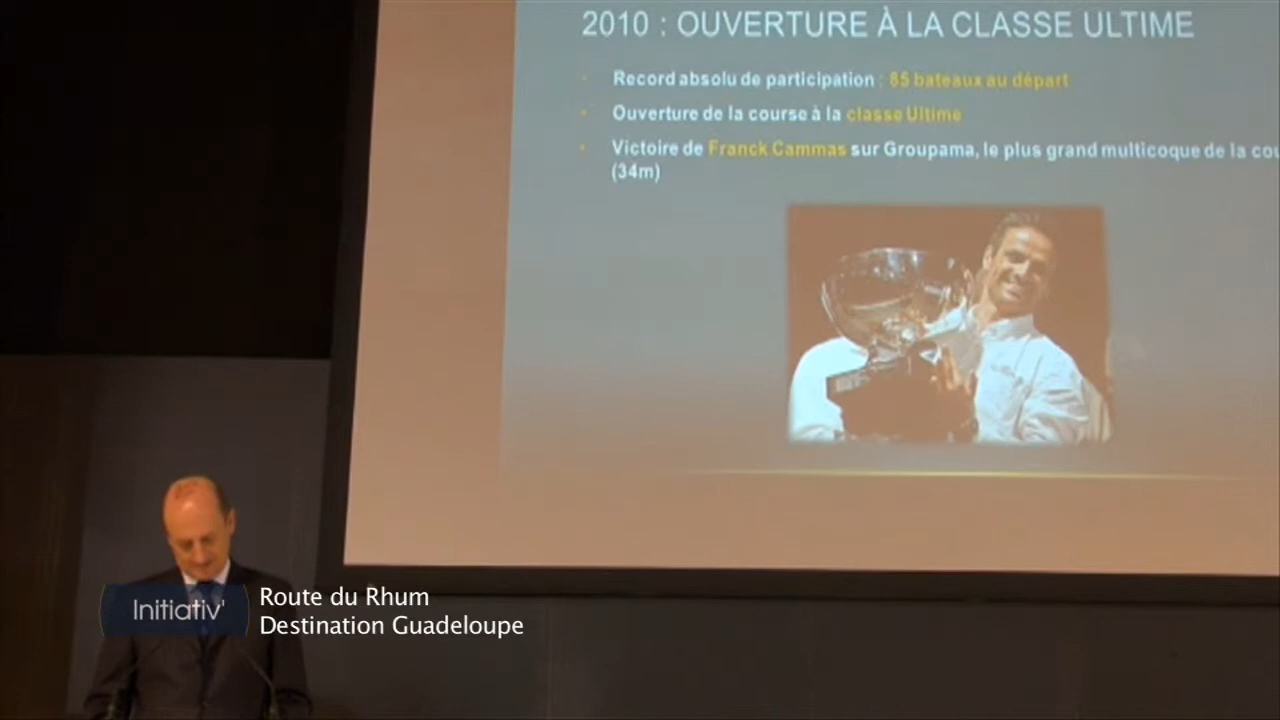 2010 : OUVERTURE À LA CLASSE ULTIME
Record absolu de participation : 85 bateaux au départ
Ouverture de la course à la classe Ultime
Victoire de Franck Cammas sur Groupama, le plus grand multicoque de la
(34m)
Initiativ'
Route du Rhum
Destination Guadeloupe